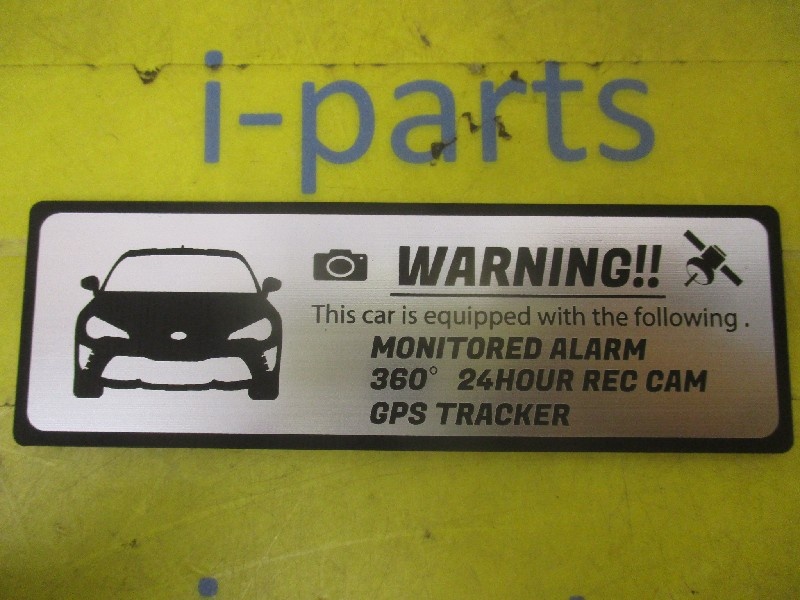 i-parts
WARNING!!
This car is equipped with the following .
MONITORED ALARM
360° 24HOUR REC CAM
GPS TRACKER